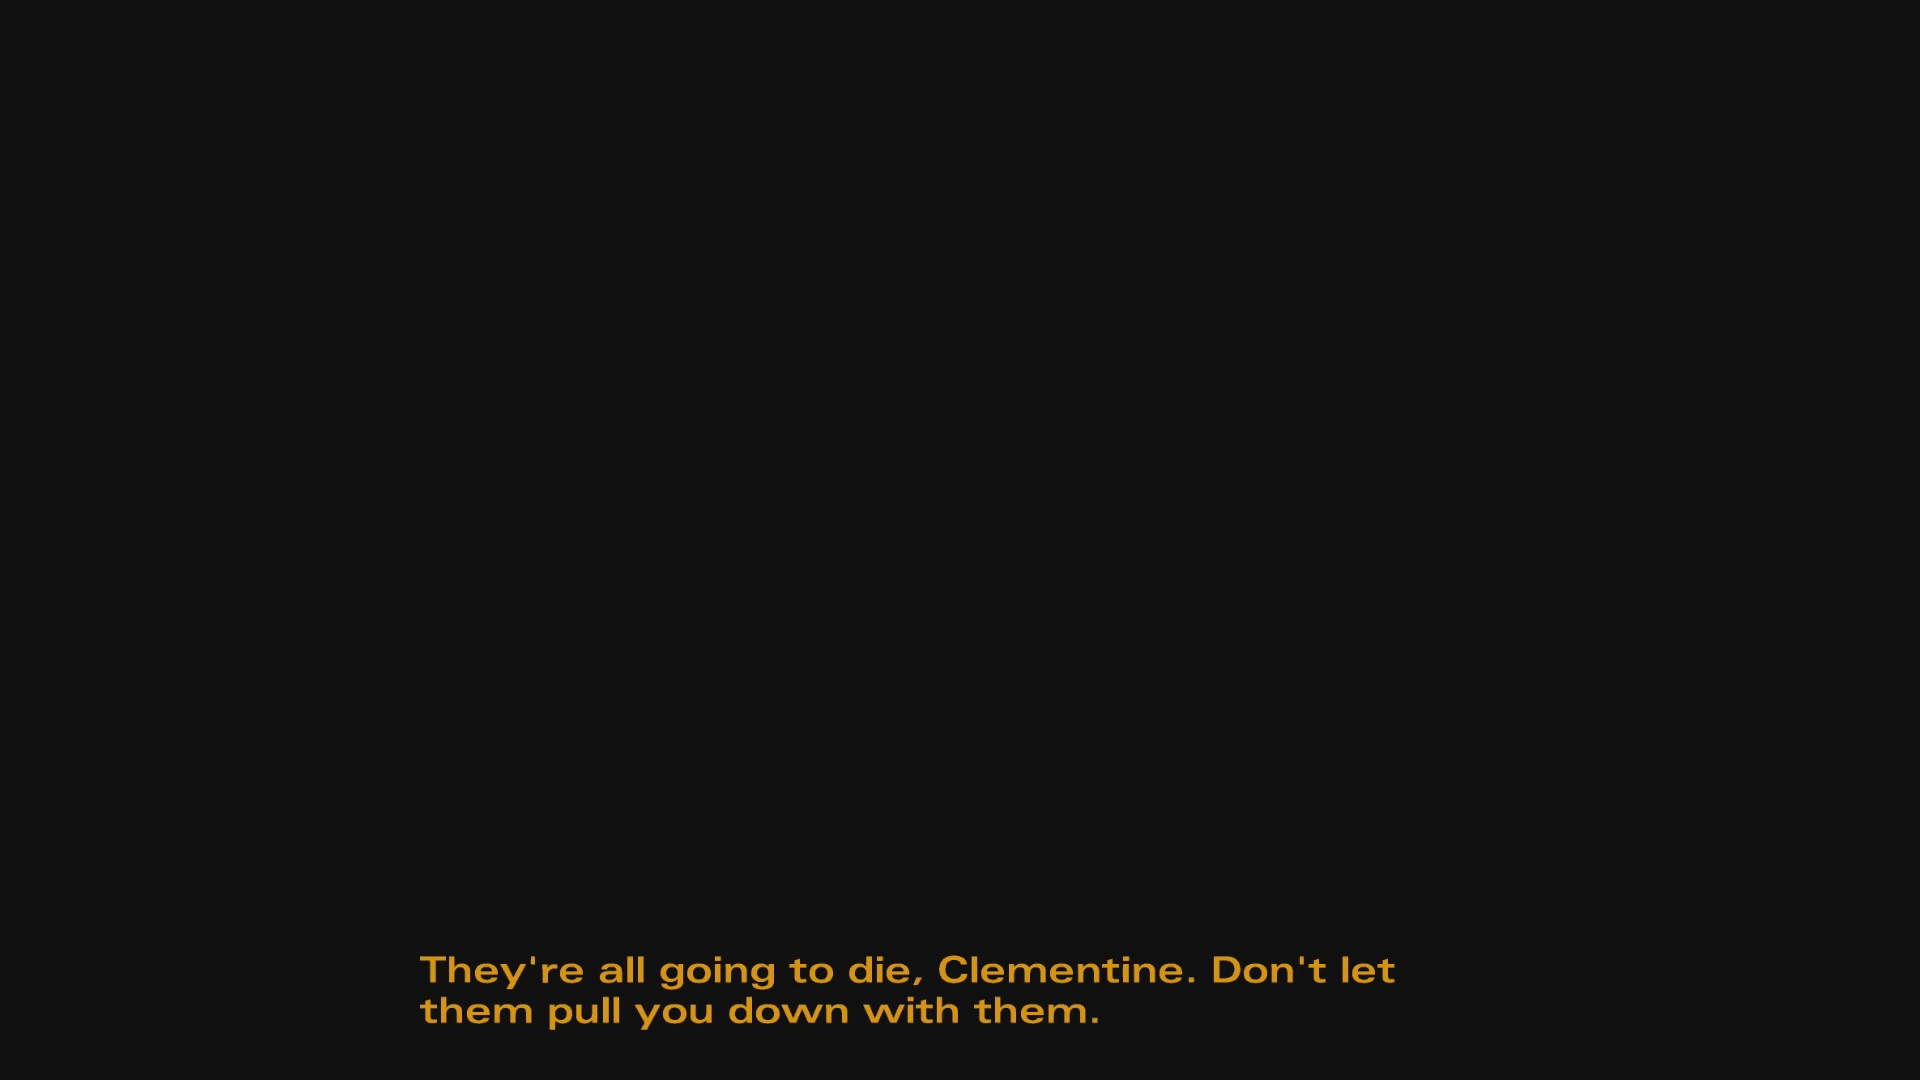 They're all going to die, Clementine. Don't let
them pull you down with them.